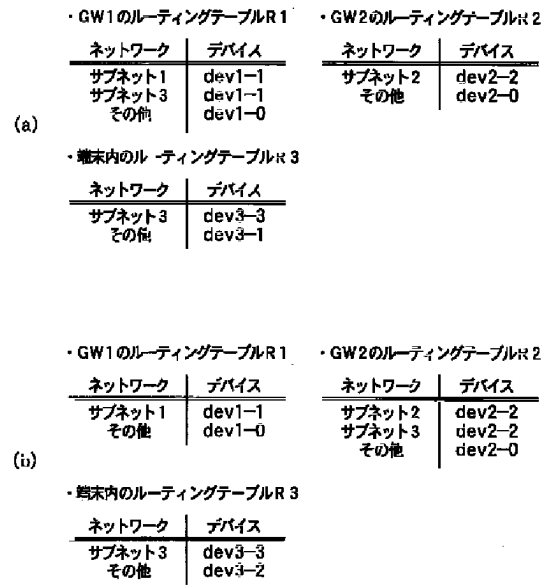 ・GW1のルーティングテーブルR1
ネットワーク デバイス
サブネット1 dev1-1
サブネット3 dev1-1
その他 dev1-0
・GW2のルーティングテーブルR2
ネットワーク デバイス
サブネット2 dev2-2
その他 dev2-0
(a)
・端末内のルーティングテーブルR3
ネットワーク デバイス
サブネット3 dev3-3
その他 dev3-1
・GW1のルーティングテーブルR1
ネットワーク デバイス
サブネット1 dev1-1
その他 dev1-0
・GW2のルーティングテーブルR2
ネットワーク デバイス
サブネット2 dev2-2
サブネット3 dev2-2
その他 dev2-0
(b)
・端末内のルーティングテーブルR3
ネットワーク デバイス
サブネット3 dev3-3
その他 dev3-2